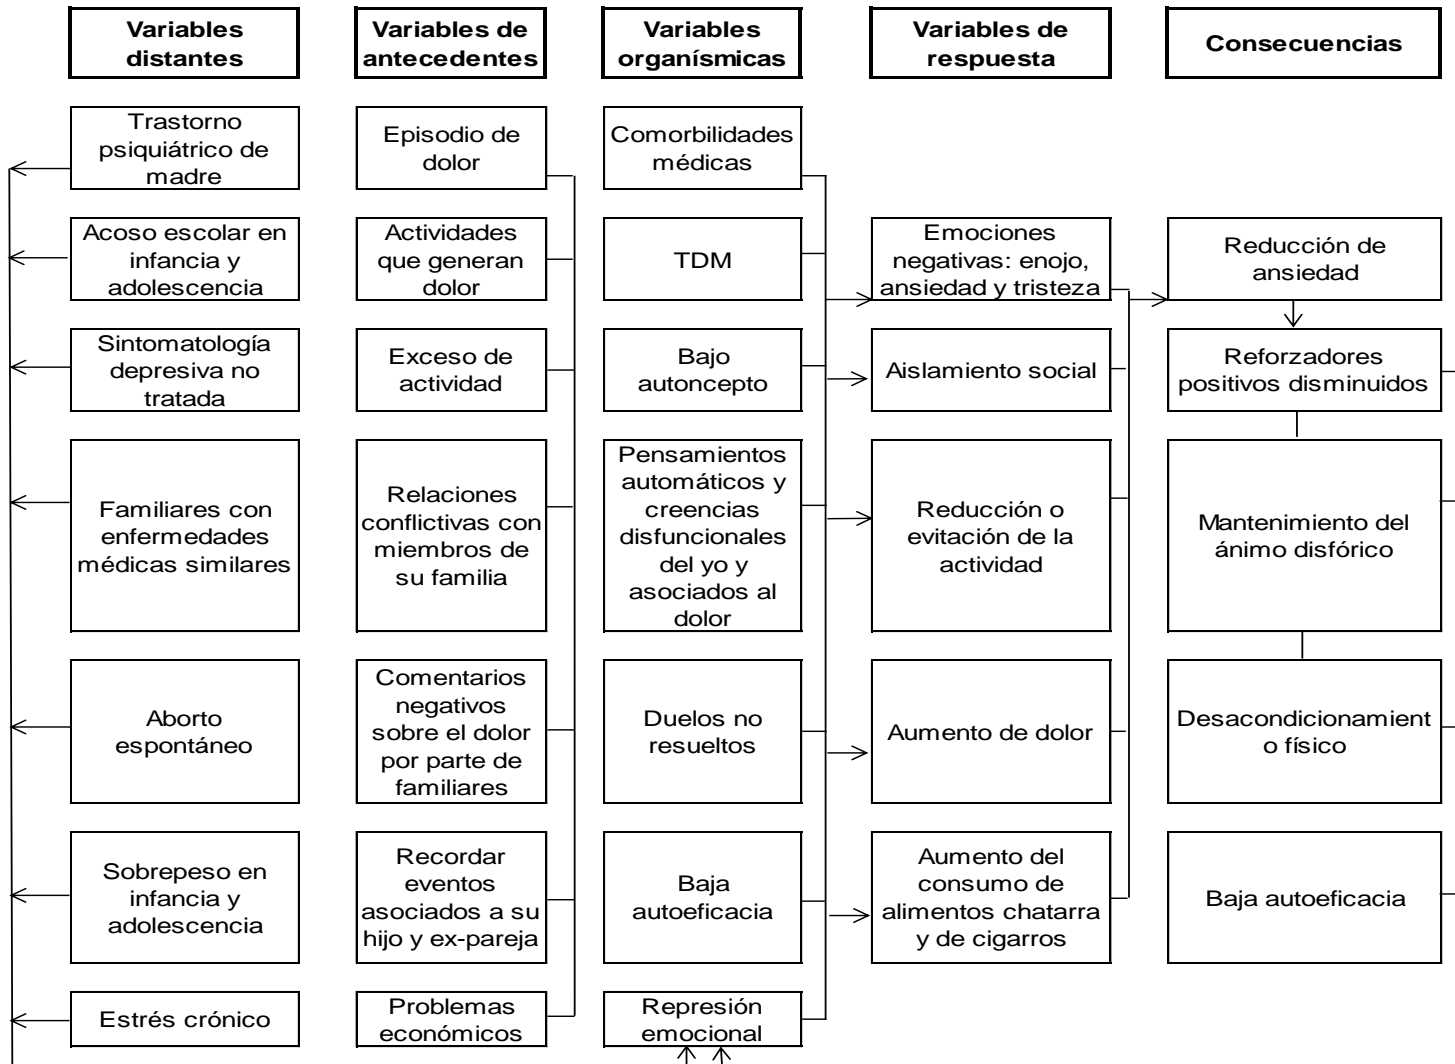 Variables
distantes
Variables de
antecedentes
Variables
organísmicas
Variables de
respuesta
Consecuencias
Trastorno
psiquiátrico de
madre
Episodio de
dolor
Comorbilidades
médicas
Acoso escolar en
infancia y
adolescencia
Actividades
que generan
dolor
TDM
Emociones
negativas: enojo,
ansiedad y tristeza
Reducción de
ansiedad
Sintomatología
depresiva no
tratada
Exceso de
actividad
Bajo
autoncepto
Aislamiento social
Reforzadores
positivos disminuidos
Familiares con
enfermedades
médicas similares
Relaciones
conflictivas con
miembros de
su familia
Pensamientos
automáticos y
creencias
disfuncionales
del yo y
asociados al
dolor
Reducción o
evitación de la
actividad
Mantenimiento del
ánimo disfórico
Aborto
espontáneo
Comentarios
negativos
sobre el dolor
por parte de
familiares
Duelos no
resueltos
Aumento de dolor
Desacondicionamient
o físico
Sobrepeso en
infancia y
adolescencia
Recordar
eventos
asociados a su
hijo y ex-pareja
Baja
autoeficacia
Aumento del
consumo de
alimentos chatarra
y de cigarros
Baja autoeficacia
Estrés crónico
Problemas
económicos
Represión
emocional